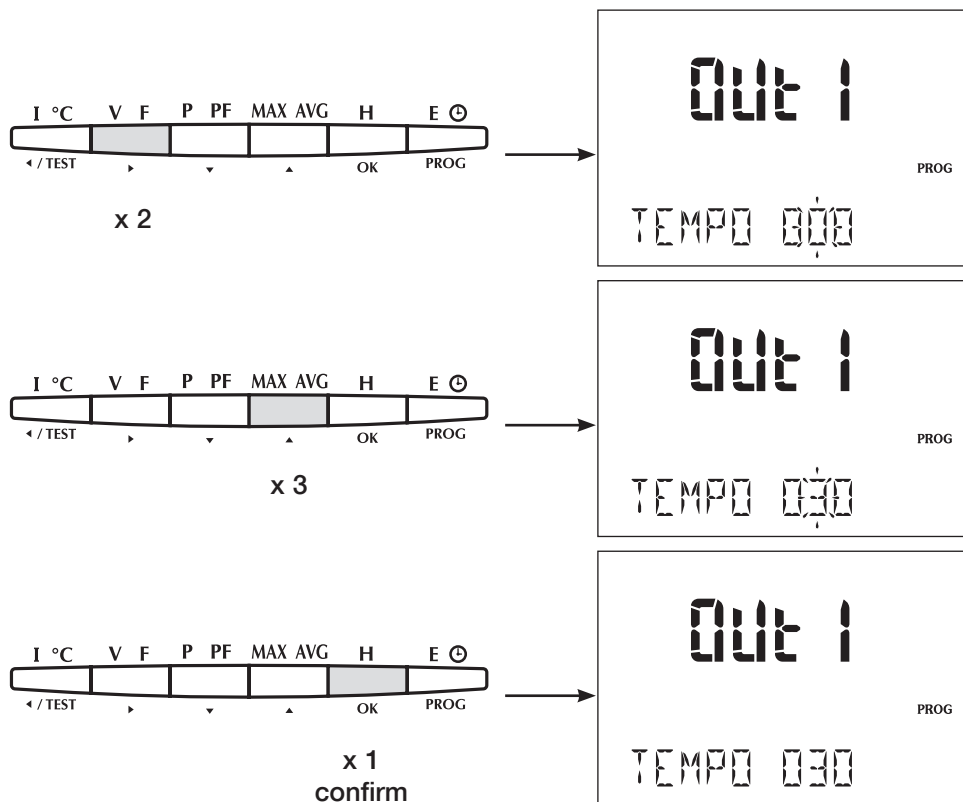 I °C V F P PF MAX AVG H E
◂ / TEST ▸ ▾ ▴ OK PROG
x 2
OUt 1
PROG
TEMPO 000
I °C V F P PF MAX AVG H E
◂ / TEST ▸ ▾ ▴ OK PROG
x 3
OUt 1
PROG
TEMPO 030
I °C V F P PF MAX AVG H E
◂ / TEST ▸ ▾ ▴ OK PROG
x 1
confirm
OUt 1
PROG
TEMPO 030